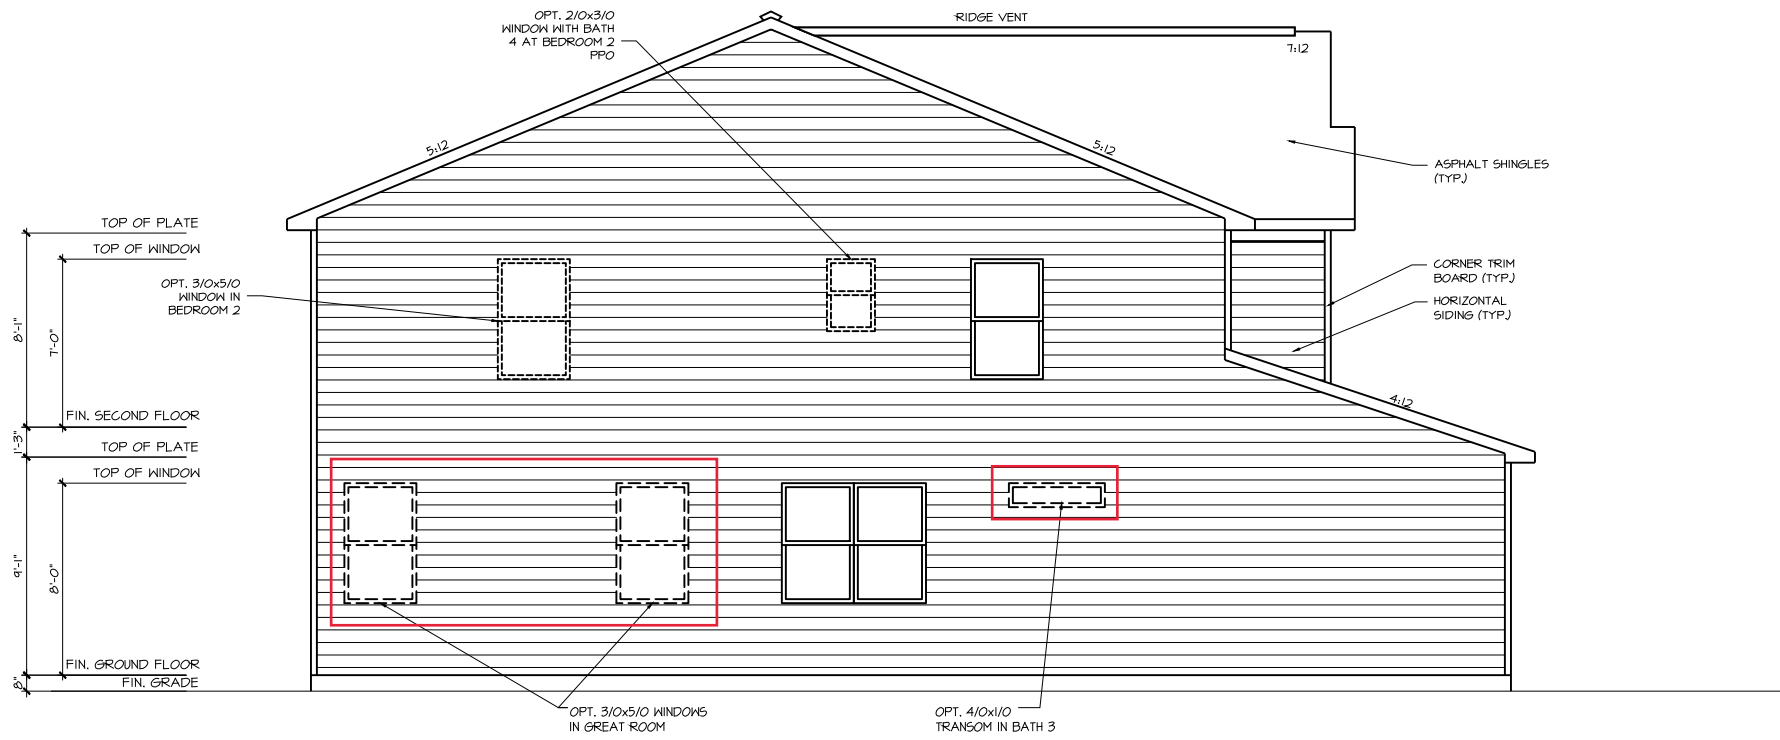 OPT. 2/0x3/0
WINDOW WITH BATH
4 AT BEDROOM 2
PPO
RIDGE VENT
7:12
5:12
5:12
ASPHALT SHINGLES
(TYP.)
TOP OF PLATE
TOP OF WINDOW
OPT. 3/0x5/0
WINDOW IN
BEDROOM 2
CORNER TRIM
BOARD (TYP.)
HORIZONTAL
SIDING (TYP.)
8'-1"
7'-0"
4:12
FIN. SECOND FLOOR
1'-3"
TOP OF PLATE
TOP OF WINDOW
9'-1"
8'-0"
FIN. GROUND FLOOR
8"
FIN. GRADE
OPT. 3/0x5/0 WINDOWS
IN GREAT ROOM
OPT. 4/0x1/0
TRANSOM IN BATH 3